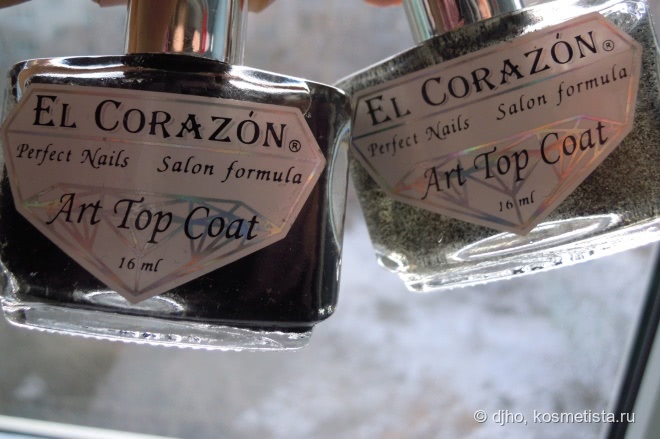 EL CORAZÓN®
Perfect Nails Salon formula
Art Top Coat
16 ml
EL CORAZÓN®
Perfect Nails Salon formula
Art Top Coat
16 ml
© djho, kosmetista.ru